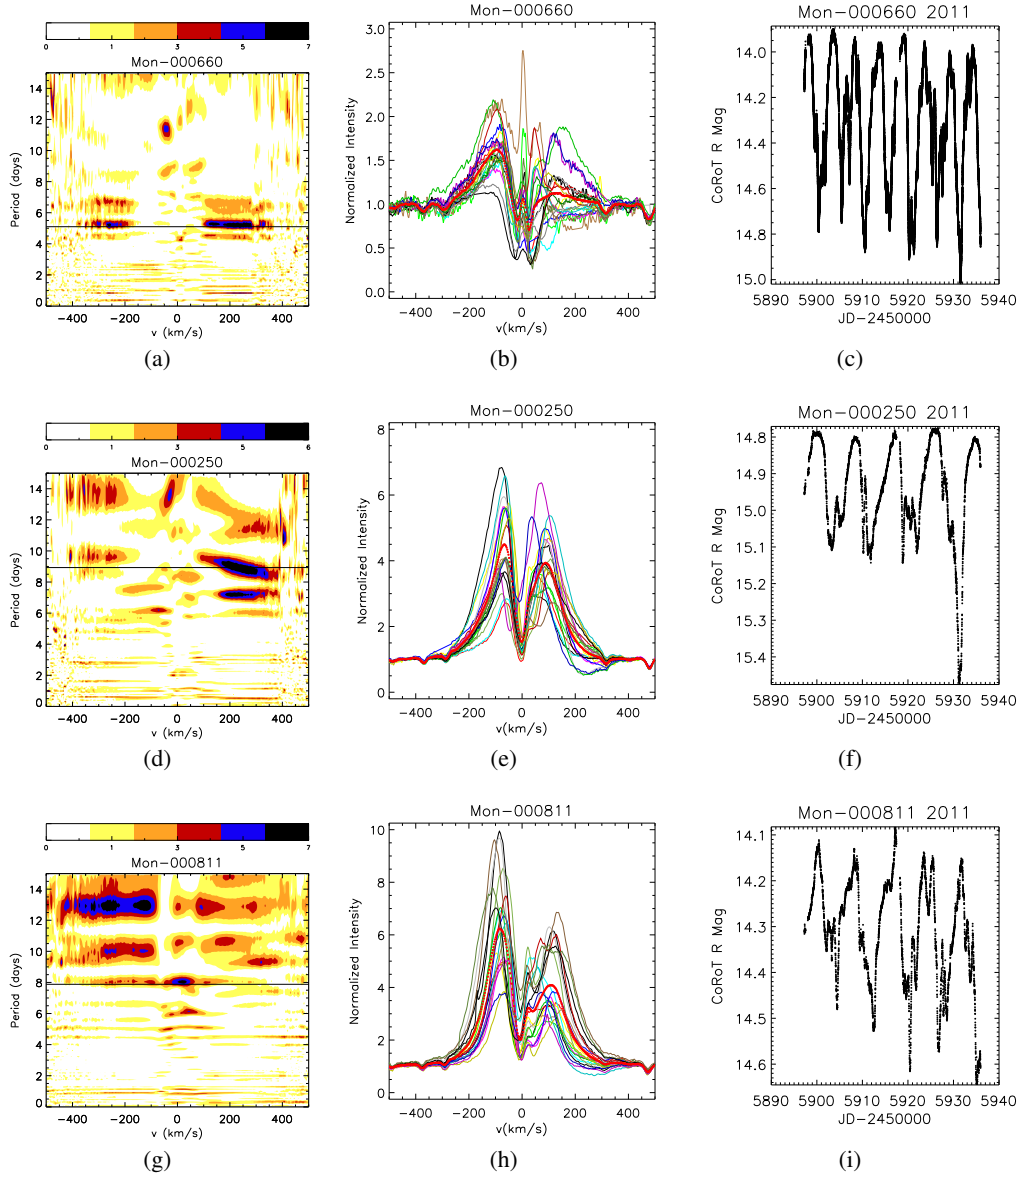 0 1 3 4 5 7
Mon-000660
Period (days)
14
12
10
8
6
4
2
0
-400 -200 0 200 400
v (km/s)
(a)
Mon-000660
Normalized Intensity
3.0
2.5
2.0
1.5
1.0
0.5
0.0
-400 -200 0 200 400
v(km/s)
(b)
Mon-000660 2011
CoRoT R Mag
14.0
14.2
14.4
14.6
14.8
15.0
5890 5900 5910 5920 5930 5940
JD-2450000
(c)
0 1 3 4 5 6
Mon-000250
Period (days)
14
12
10
8
6
4
2
0
-400 -200 0 200 400
v (km/s)
(d)
Mon-000250
Normalized Intensity
8
6
4
2
0
-400 -200 0 200 400
v(km/s)
(e)
Mon-000250 2011
CoRoT R Mag
14.8
14.9
15.0
15.1
15.2
15.3
15.4
5890 5900 5910 5920 5930 5940
JD-2450000
(f)
0 1 3 4 5 7
Mon-000811
Period (days)
14
12
10
8
6
4
2
0
-400 -200 0 200 400
v (km/s)
(g)
Mon-000811
Normalized Intensity
10
8
6
4
2
0
-400 -200 0 200 400
v(km/s)
(h)
Mon-000811 2011
CoRoT R Mag
14.1
14.2
14.3
14.4
14.5
14.6
5890 5900 5910 5920 5930 5940
JD-2450000
(i)